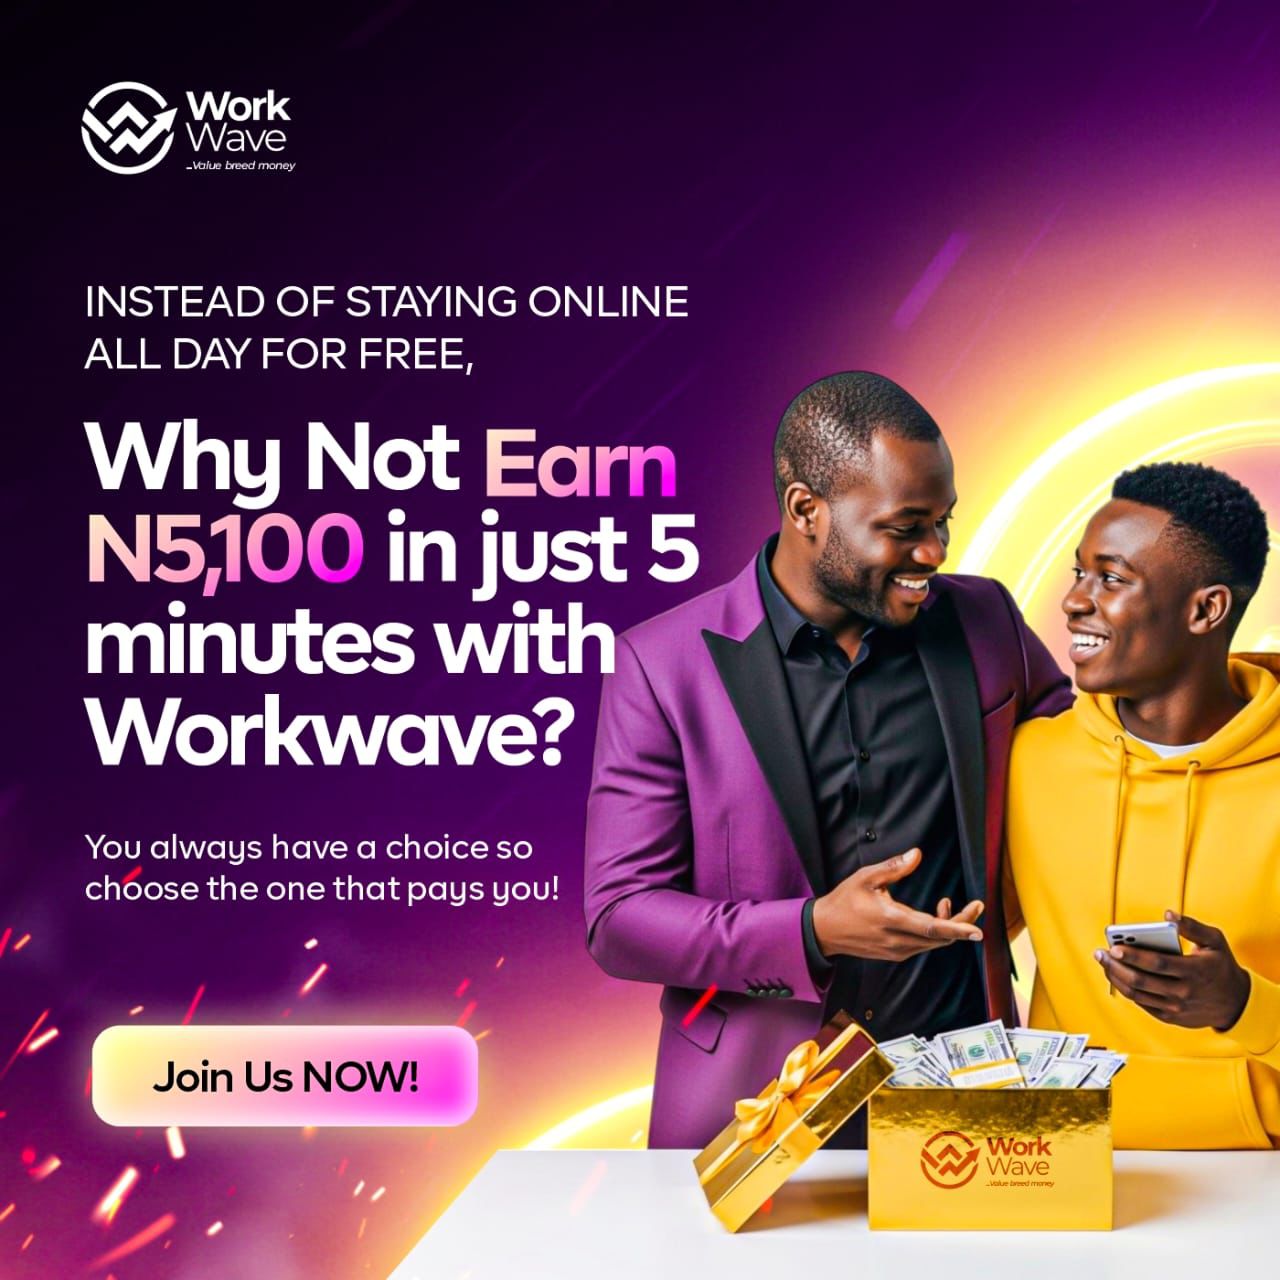 Work
Wave
...Value breed money
INSTEAD OF STAYING ONLINE
ALL DAY FOR FREE,
Why Not Earn
N5,100 in just 5
minutes with
Workwave?
You always have a choice so
choose the one that pays you!
Join Us NOW!
Work
Wave
...Value breed money